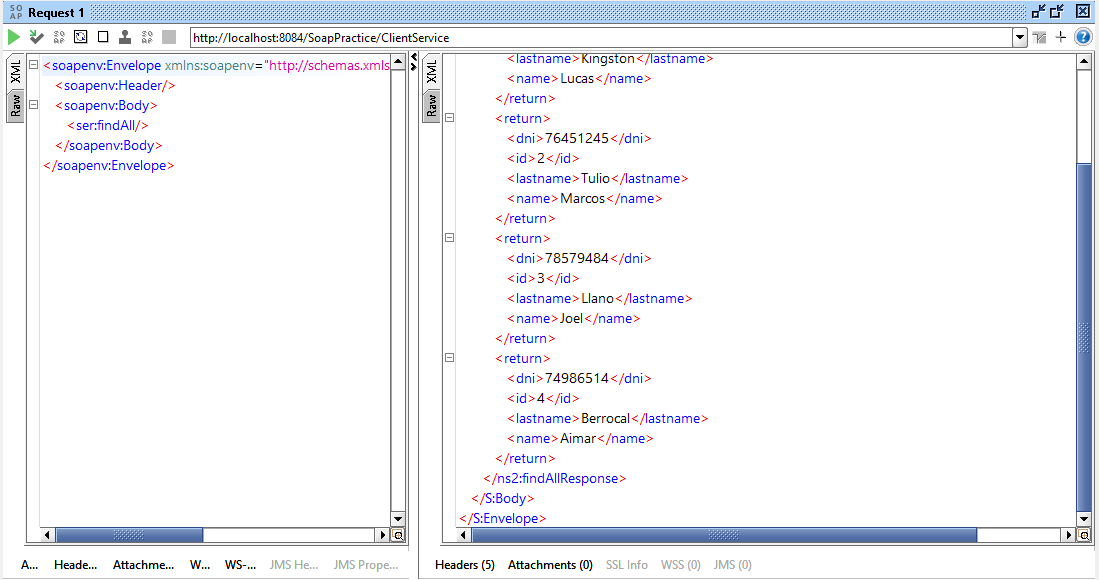 SO AP Request 1
http://localhost:8084/SoapPractice/ClientService
XML
Raw
<soapenv:Envelope xmlns:soapenv="http://schemas.xmls
<soapenv:Header/>
<soapenv:Body>
<ser:findAll/>
</soapenv:Body>
</soapenv:Envelope>
A...
Heade...
Attachme...
W...
WS-...
JMS He...
JMS Prope...
XML
Raw
<lastname>Kingston</lastname>
<name>Lucas</name>
</return>
<return>
<dni>76451245</dni>
<id>2</id>
<lastname>Tulio</lastname>
<name>Marcos</name>
</return>
<return>
<dni>78579484</dni>
<id>3</id>
<lastname>Llano</lastname>
<name>Joel</name>
</return>
<return>
<dni>74986514</dni>
<id>4</id>
<lastname>Berrocal</lastname>
<name>Aimar</name>
</return>
</ns2:findAllResponse>
</S:Body>
</S:Envelope>
Headers (5)
Attachments (0)
SSL Info
WSS (0)
JMS (0)